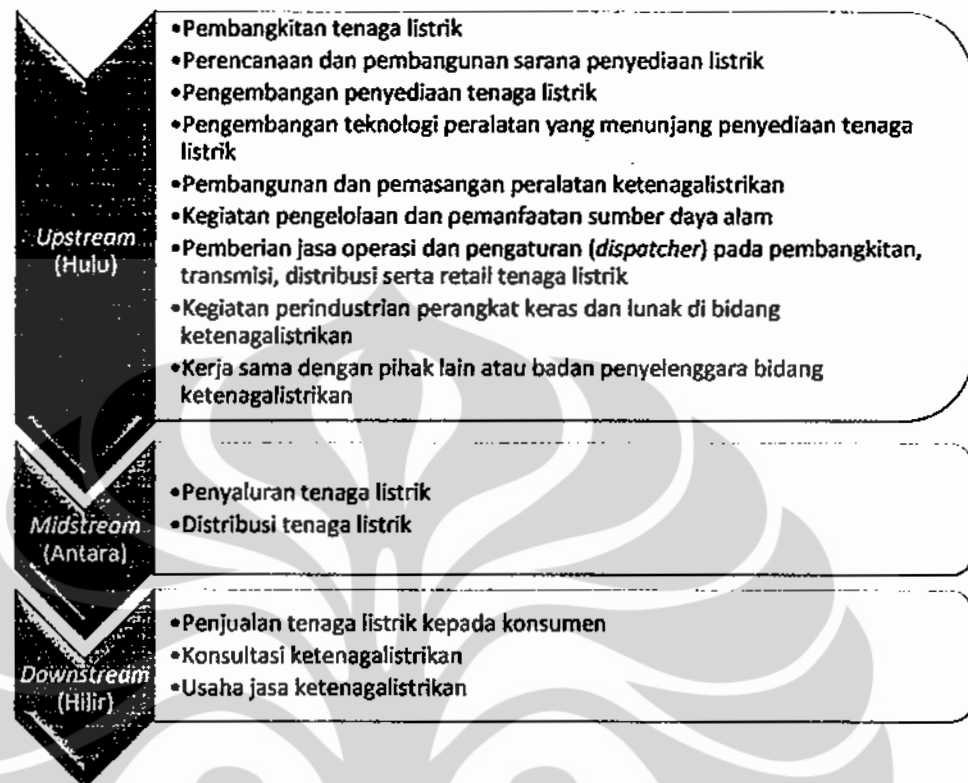 Upstream
(Hulu)
•Pembangkitan tenaga listrik
•Perencanaan dan pembangunan sarana penyediaan listrik
•Pengembangan penyediaan tenaga listrik
•Pengembangan teknologi peralatan yang menunjang penyediaan tenaga
listrik
•Pembangunan dan pemasangan peralatan ketenagalistrikan
•Kegiatan pengelolaan dan pemanfaatan sumber daya alam
•Pemberian jasa operasi dan pengaturan (dispatcher) pada pembangkitan,
transmisi, distribusi serta retail tenaga listrik
•Kegiatan perindustrian perangkat keras dan lunak di bidang
ketenagalistrikan
•Kerja sama dengan pihak lain atau badan penyelenggara bidang
ketenagalistrikan
Midstream
(Antara)
•Penyaluran tenaga listrik
•Distribusi tenaga listrik
Downstream
(Hilir)
•Penjualan tenaga listrik kepada konsumen
•Konsultasi ketenagalistrikan
•Usaha jasa ketenagalistrikan